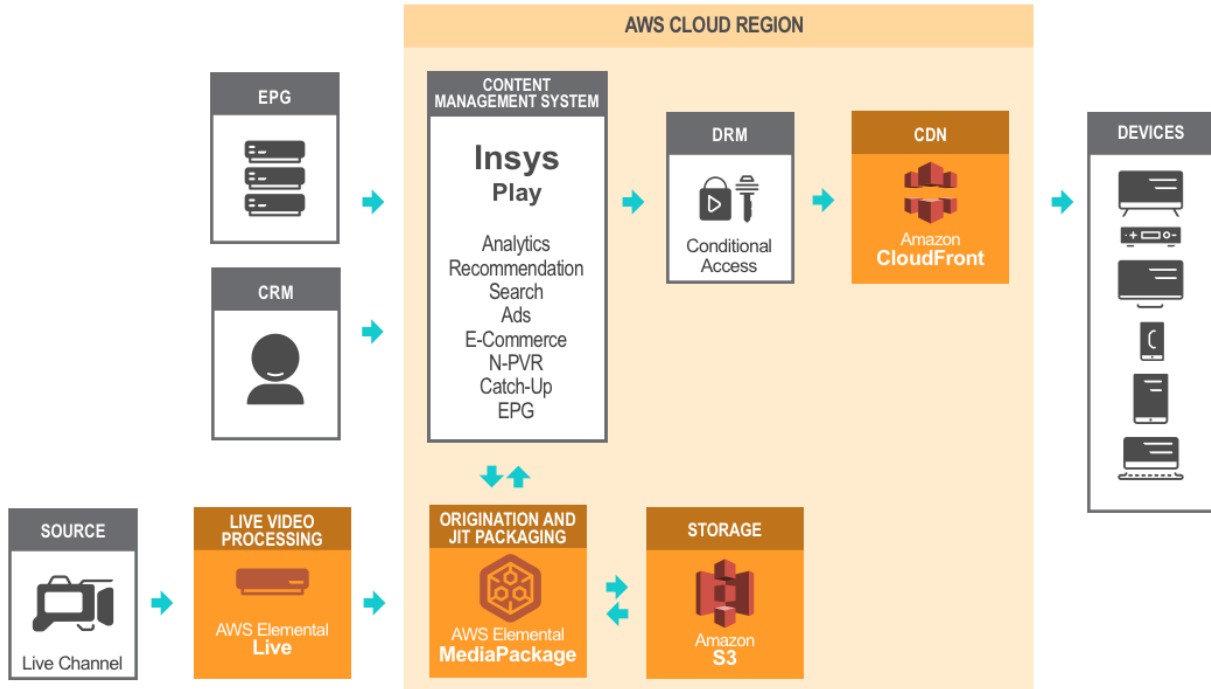 AWS CLOUD REGION
EPG
CRM
CONTENT
MANAGEMENT SYSTEM
Insys
Play
Analytics
Recommendation
Search
Ads
E-Commerce
N-PVR
Catch-Up
EPG
DRM
Conditional
Access
CDN
Amazon
CloudFront
DEVICES
SOURCE
Live Channel
LIVE VIDEO
PROCESSING
AWS Elemental
Live
ORIGINATION AND
JIT PACKAGING
AWS Elemental
MediaPackage
STORAGE
Amazon
S3